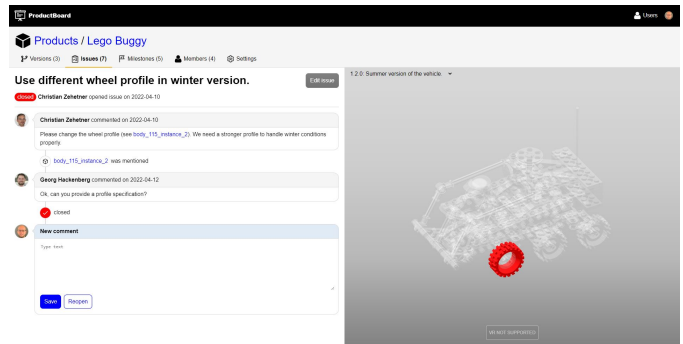 ProductBoard
Users
Products / Lego Buggy
Versions (3) Issues (7) Milestones (5) Members (4) Settings
Use different wheel profile in winter version.
Edit issue
closed Christian Zehetner opened issue on 2022-04-10
Christian Zehetner commented on 2022-04-10
Please change the wheel profile (see body_115_instance_2). We need a stronger profile to handle winter conditions
properly.
body_115_instance_2 was mentioned
Georg Hackenberg commented on 2022-04-12
Ok, can you provide a profile specification?
closed
New comment
Type text
Save Reopen
1.2.0: Summer version of the vehicle.
VR NOT SUPPORTED